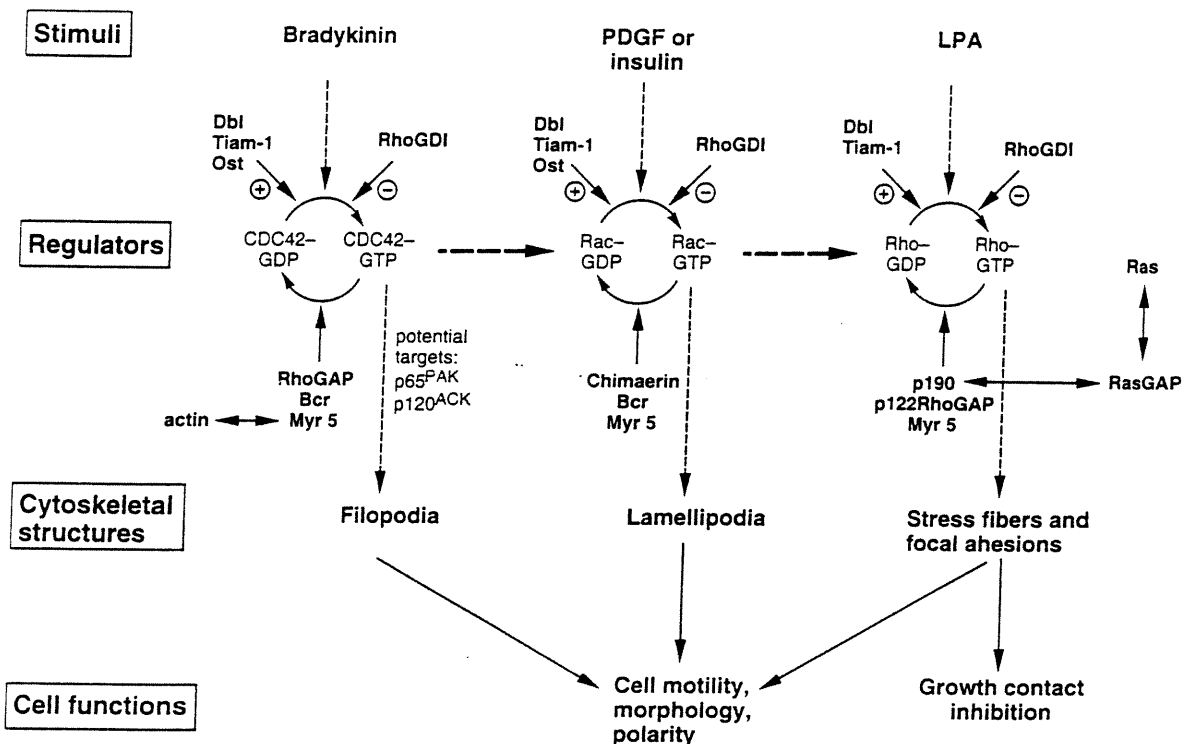 Stimuli
Bradykinin
PDGF or
insulin
LPA
Dbl
Tiam-1
Ost
RhoGDI
+
−
Dbl
Tiam-1
Ost
RhoGDI
+
−
Dbl
Tiam-1
RhoGDI
+
−
Regulators
CDC42–
GDP
CDC42–
GTP
Rac–
GDP
Rac–
GTP
Rho–
GDP
Rho–
GTP
Ras
potential
targets:
p65PAK
p120ACK
RhoGAP
Bcr
Myr 5
actin
Chimaerin
Bcr
Myr 5
p190
p122RhoGAP
Myr 5
RasGAP
Cytoskeletal
structures
Filopodia
Lamellipodia
Stress fibers and
focal ahesions
Cell functions
Cell motility,
morphology,
polarity
Growth contact
inhibition